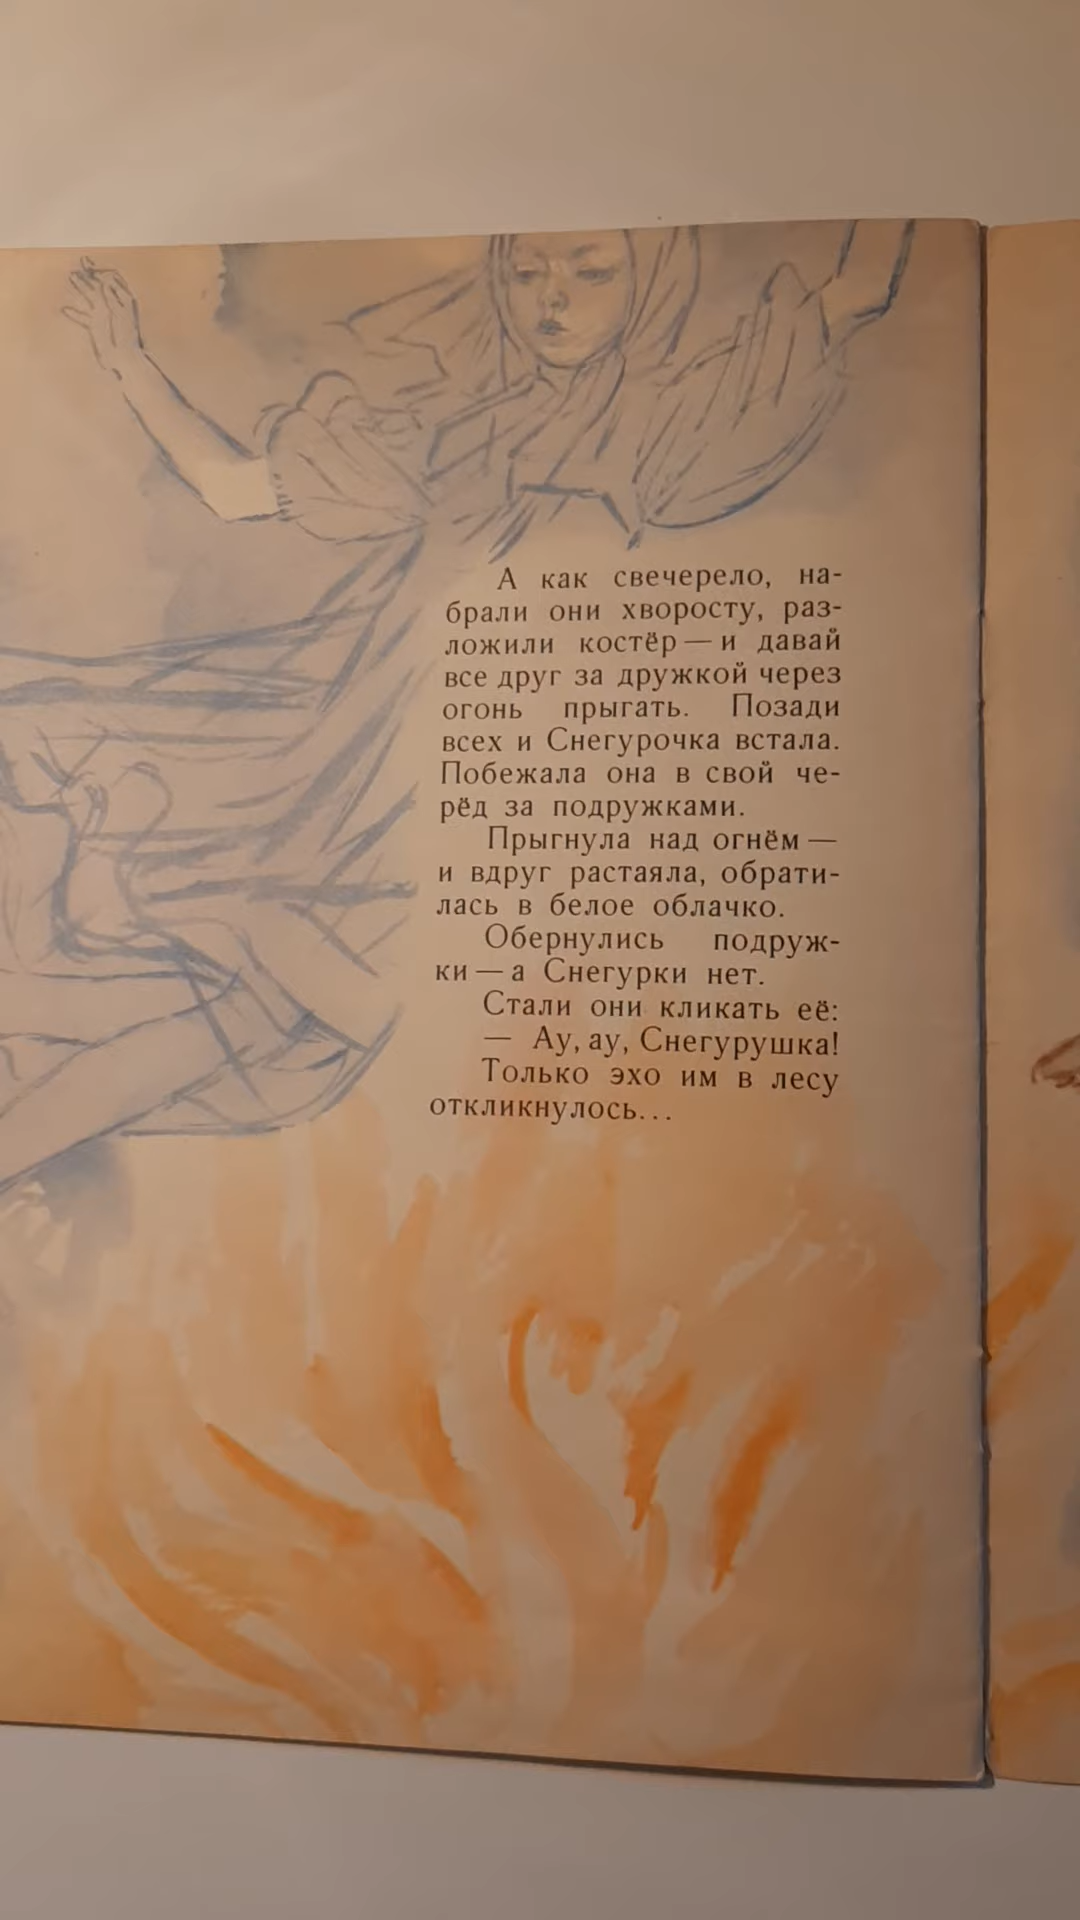 А как свечерело, на-
брали они хворосту, раз-
ложили костёр — и давай
все друг за дружкой через
огонь прыгать. Позади
всех и Снегурочка встала.
Побежала она в свой че-
рёд за подружками.
Прыгнула над огнём —
и вдруг растаяла, обрати-
лась в белое облачко.
Обернулись подруж-
ки — а Снегурки нет.
Стали они кликать её:
— Ау, ау, Снегурушка!
Только эхо им в лесу
откликнулось...